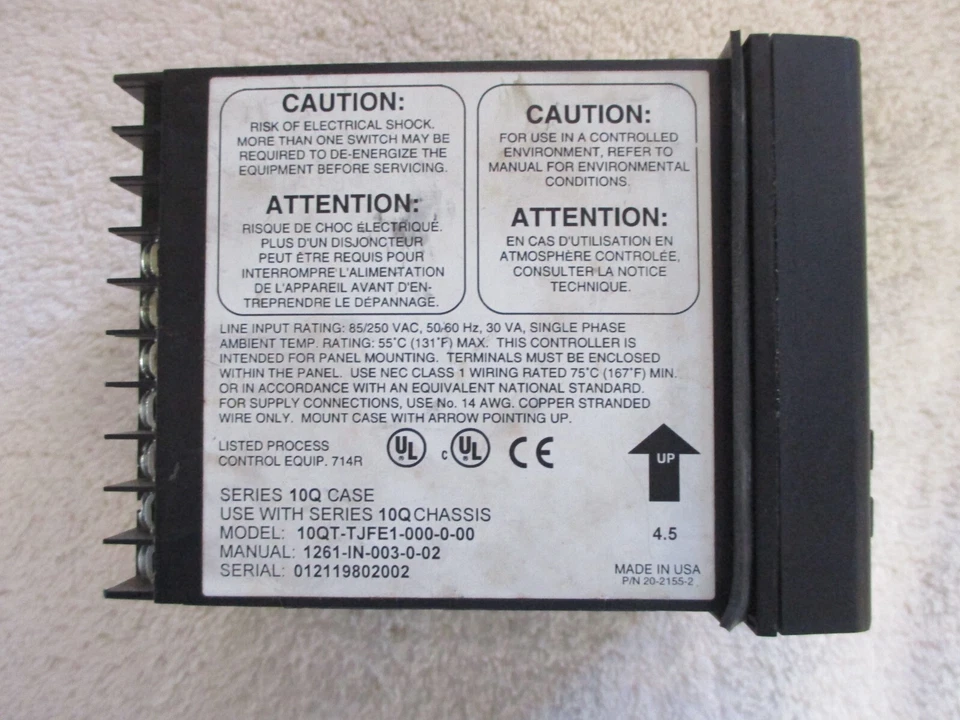 CAUTION:
RISK OF ELECTRICAL SHOCK.
MORE THAN ONE SWITCH MAY BE
REQUIRED TO DE-ENERGIZE THE
EQUIPMENT BEFORE SERVICING.
ATTENTION:
RISQUE DE CHOC ÉLECTRIQUE.
PLUS D'UN DISJONCTEUR
PEUT ÊTRE REQUIS POUR
INTERROMPRE L'ALIMENTATION
DE L'APPAREIL AVANT D'EN-
TREPRENDRE LE DÉPANNAGE.
CAUTION:
FOR USE IN A CONTROLLED
ENVIRONMENT, REFER TO
MANUAL FOR ENVIRONMENTAL
CONDITIONS.
ATTENTION:
EN CAS D'UTILISATION EN
ATMOSPHÈRE CONTROLÉE,
CONSULTER LA NOTICE
TECHNIQUE.
LINE INPUT RATING: 85/250 VAC, 50/60 Hz, 30 VA, SINGLE PHASE
AMBIENT TEMP. RATING: 55°C (131°F) MAX. THIS CONTROLLER IS
INTENDED FOR PANEL MOUNTING. TERMINALS MUST BE ENCLOSED
WITHIN THE PANEL. USE NEC CLASS 1 WIRING RATED 75°C (167°F) MIN.
OR IN ACCORDANCE WITH AN EQUIVALENT NATIONAL STANDARD.
FOR SUPPLY CONNECTIONS, USE No. 14 AWG. COPPER STRANDED
WIRE ONLY. MOUNT CASE WITH ARROW POINTING UP.
LISTED PROCESS
CONTROL EQUIP. 714R
UL c UL CE
UP
SERIES 10Q CASE
USE WITH SERIES 10Q CHASSIS
MODEL: 10QT-TJFE1-000-0-00
MANUAL: 1261-IN-003-0-02
SERIAL: 012119802002
4.5
MADE IN USA
P/N 20-2155-2